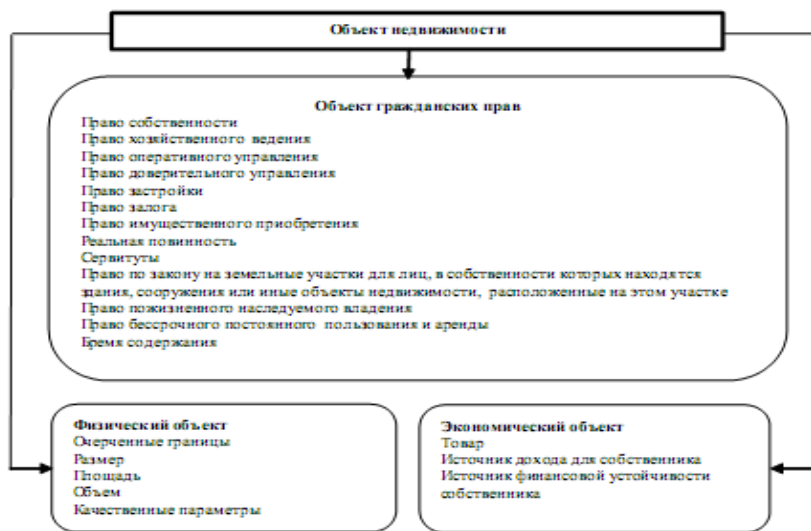 Объект недвижимости
Объект гражданских прав
Право собственности
Право хозяйственного ведения
Право оперативного управления
Право доверительного управления
Право застройки
Право залога
Право имущественного приобретения
Реальная повинность
Сервитуты
Право по закону на земельные участки для лиц, в собственности которых находятся
здания, сооружения или иные объекты недвижимости, расположенные на этом участке
Право пожизненного наследуемого владения
Право бессрочного постоянного пользования и аренды
Бремя содержания
Физический объект
Очерченные границы
Размер
Площадь
Объем
Качественные параметры
Экономический объект
Товар
Источник дохода для собственника
Источник финансовой устойчивости
собственника